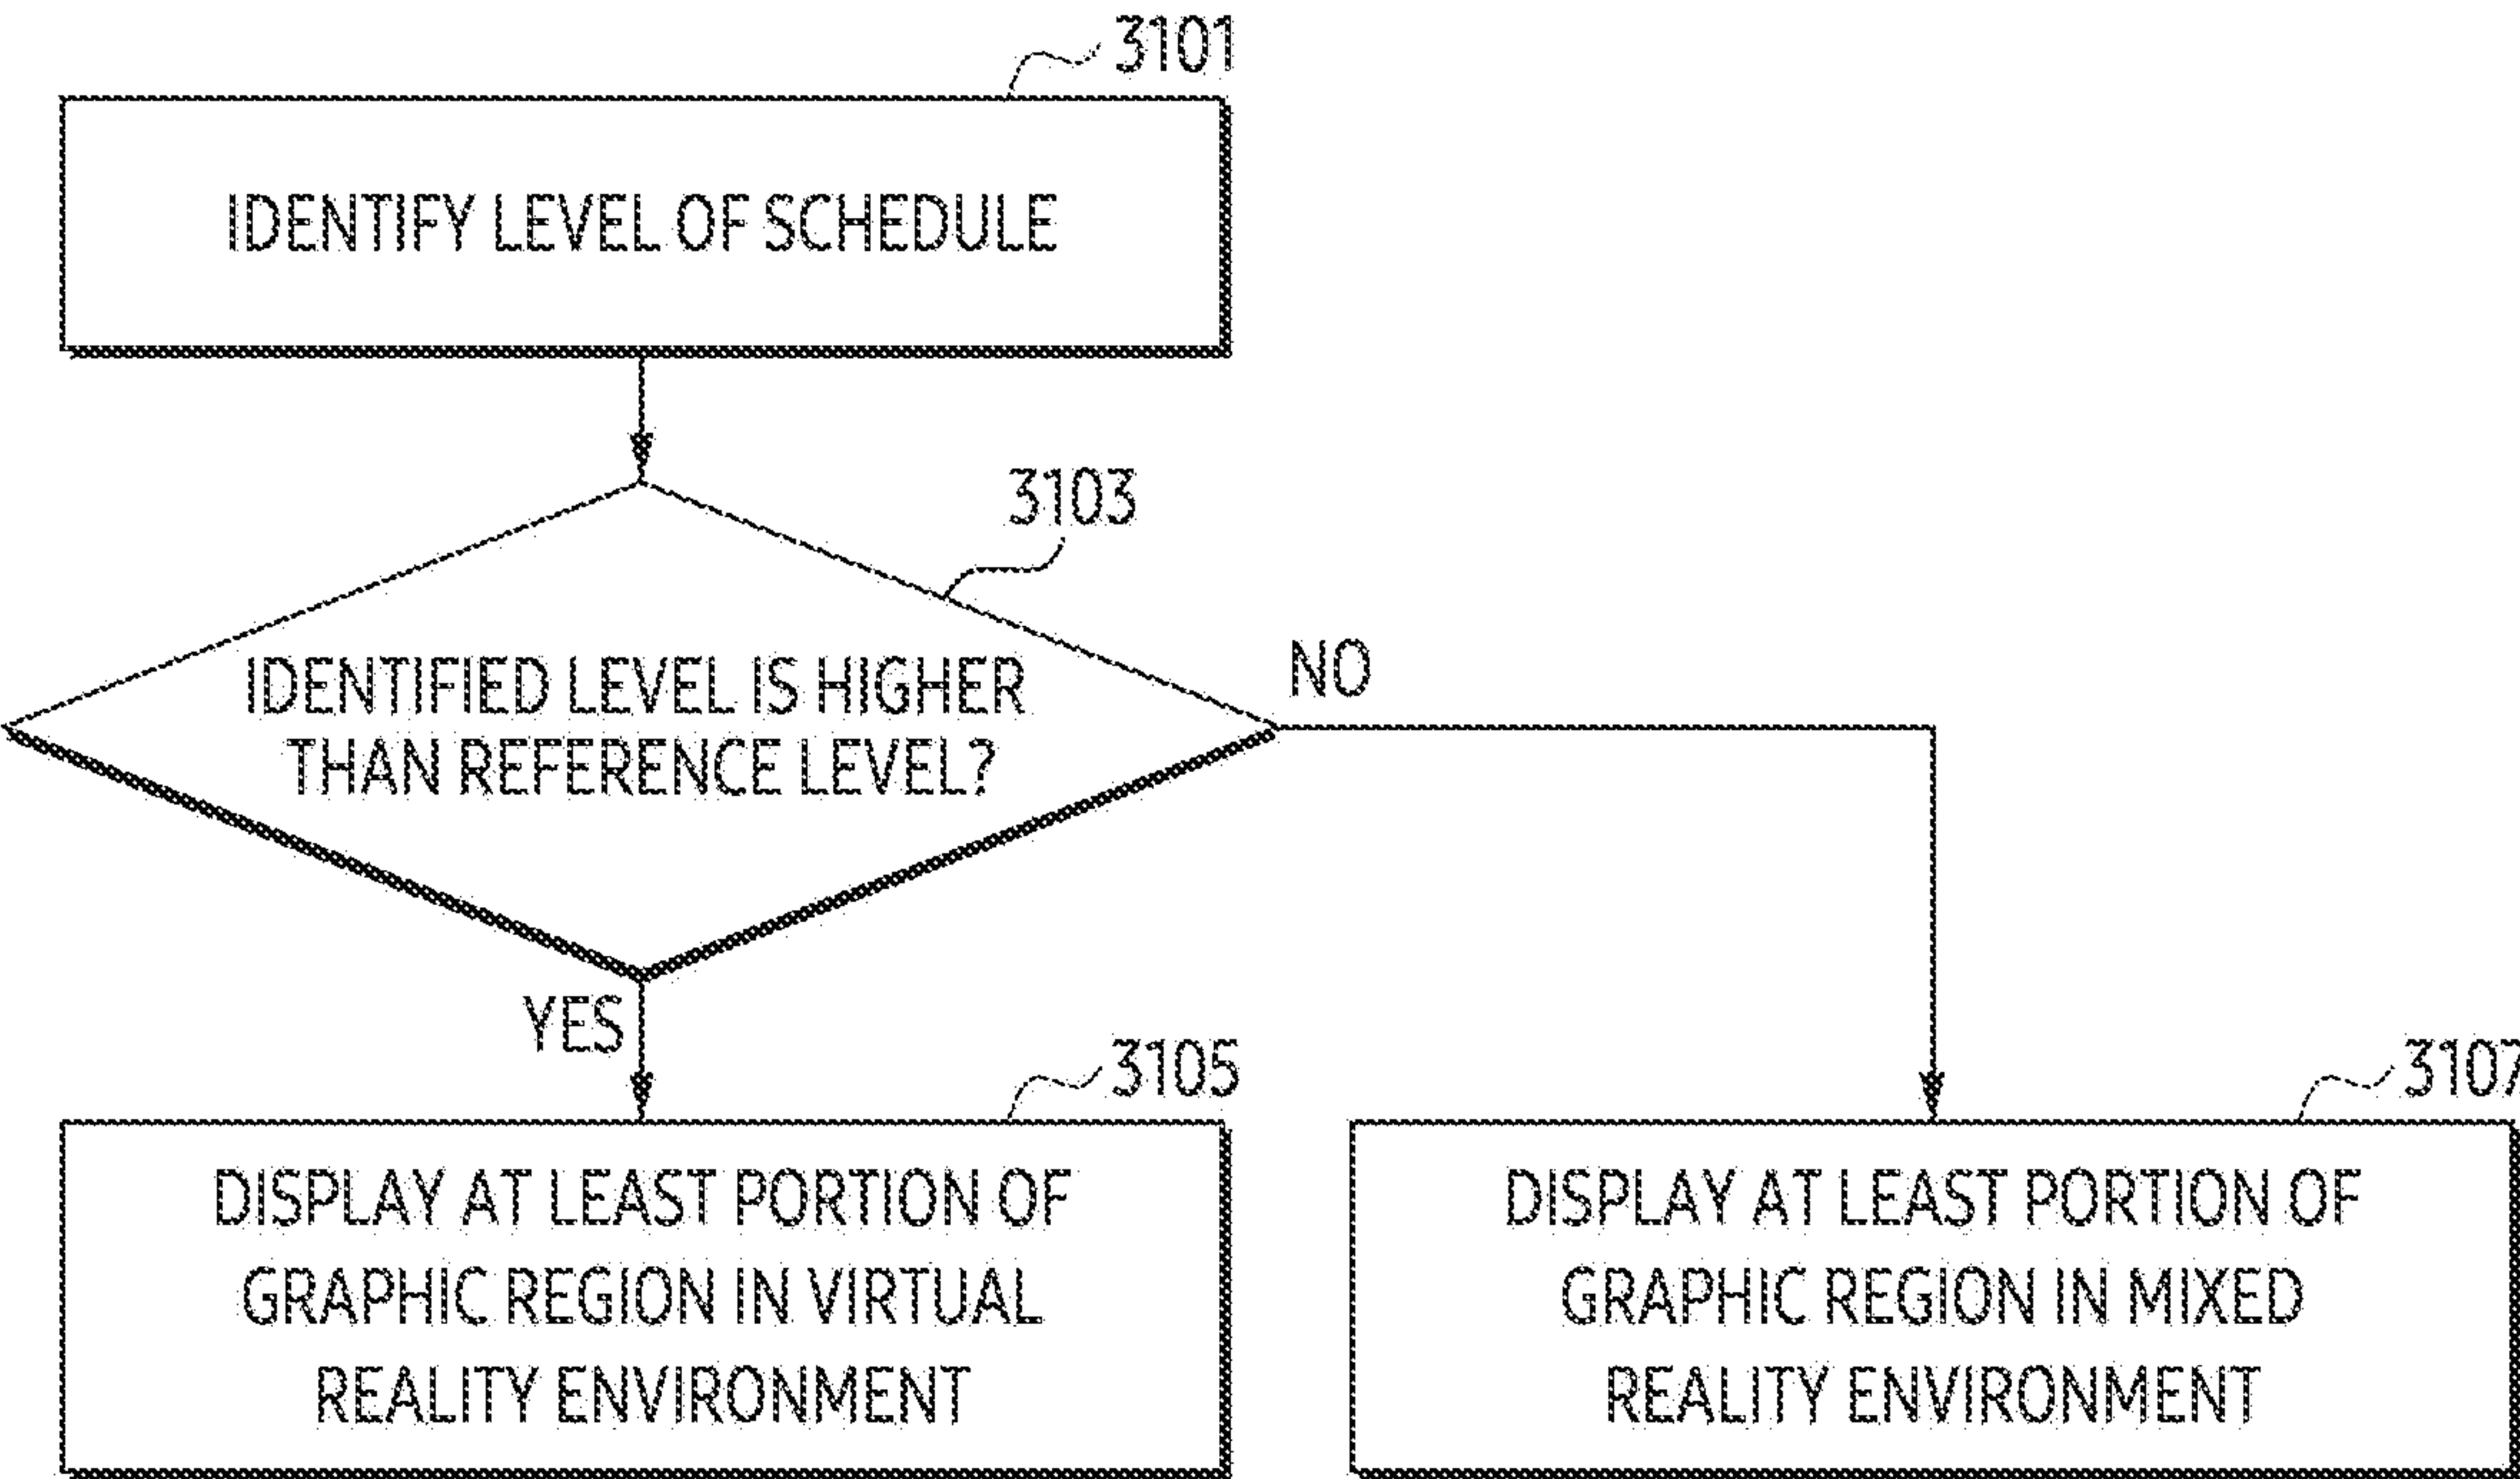 3101
IDENTIFY LEVEL OF SCHEDULE
3103
IDENTIFIED LEVEL IS HIGHER
THAN REFERENCE LEVEL?
NO
YES
3105
DISPLAY AT LEAST PORTION OF
GRAPHIC REGION IN VIRTUAL
REALITY ENVIRONMENT
3107
DISPLAY AT LEAST PORTION OF
GRAPHIC REGION IN MIXED
REALITY ENVIRONMENT